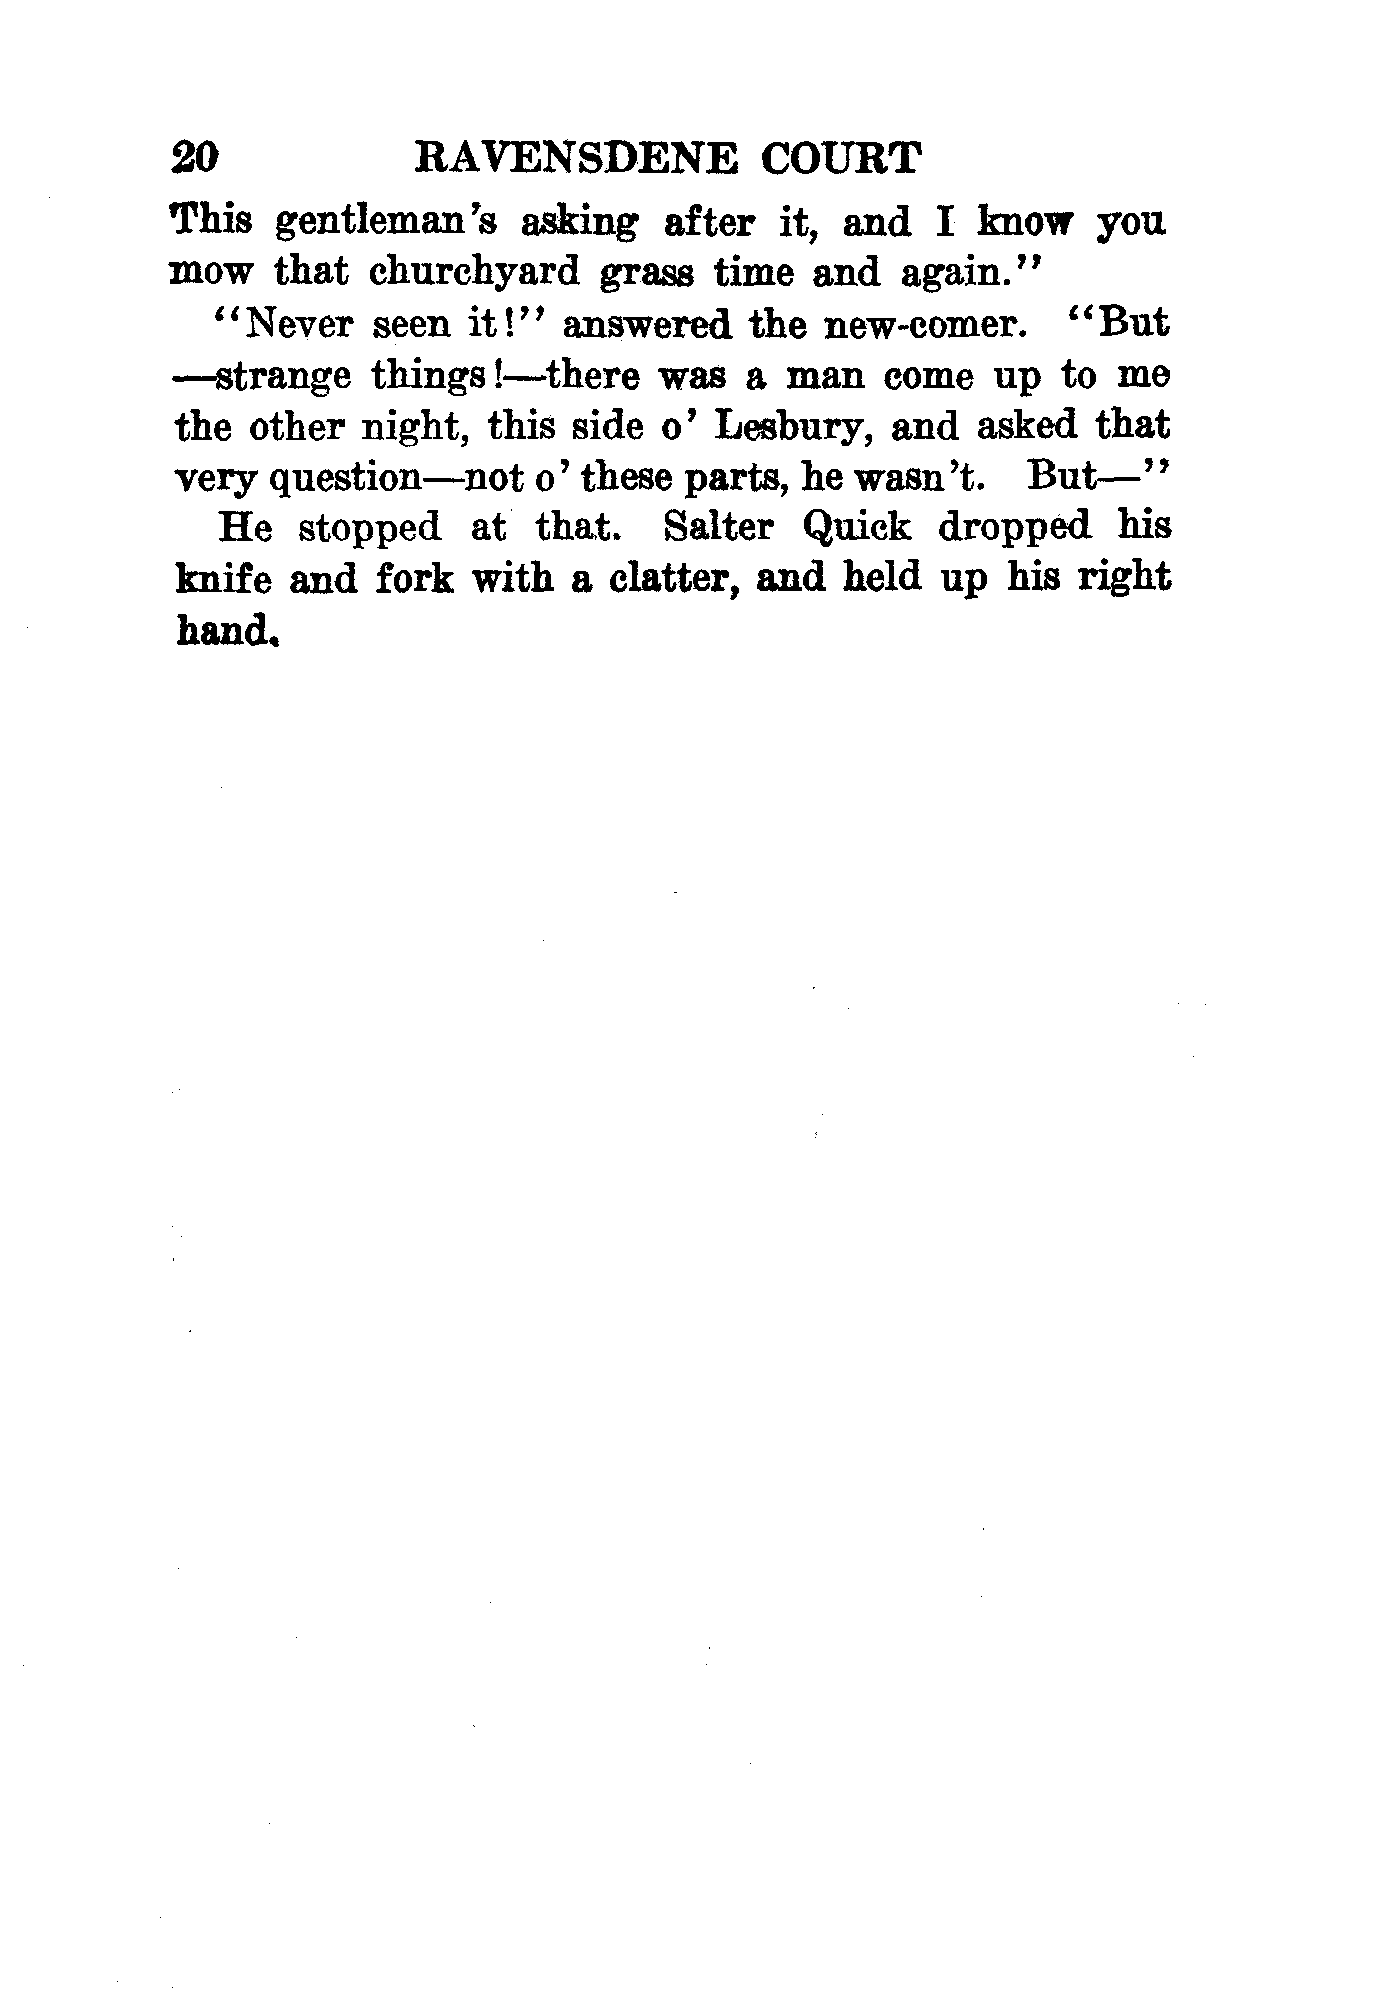 20 RAVENSDENE COURT
This gentleman's asking after it, and I know you
mow that churchyard grass time and again."
"Never seen it!" answered the new-comer. "But
—strange things!—there was a man come up to me
the other night, this side o' Lesbury, and asked that
very question—not o' these parts, he wasn't. But—"
He stopped at that. Salter Quick dropped his
knife and fork with a clatter, and held up his right
hand.